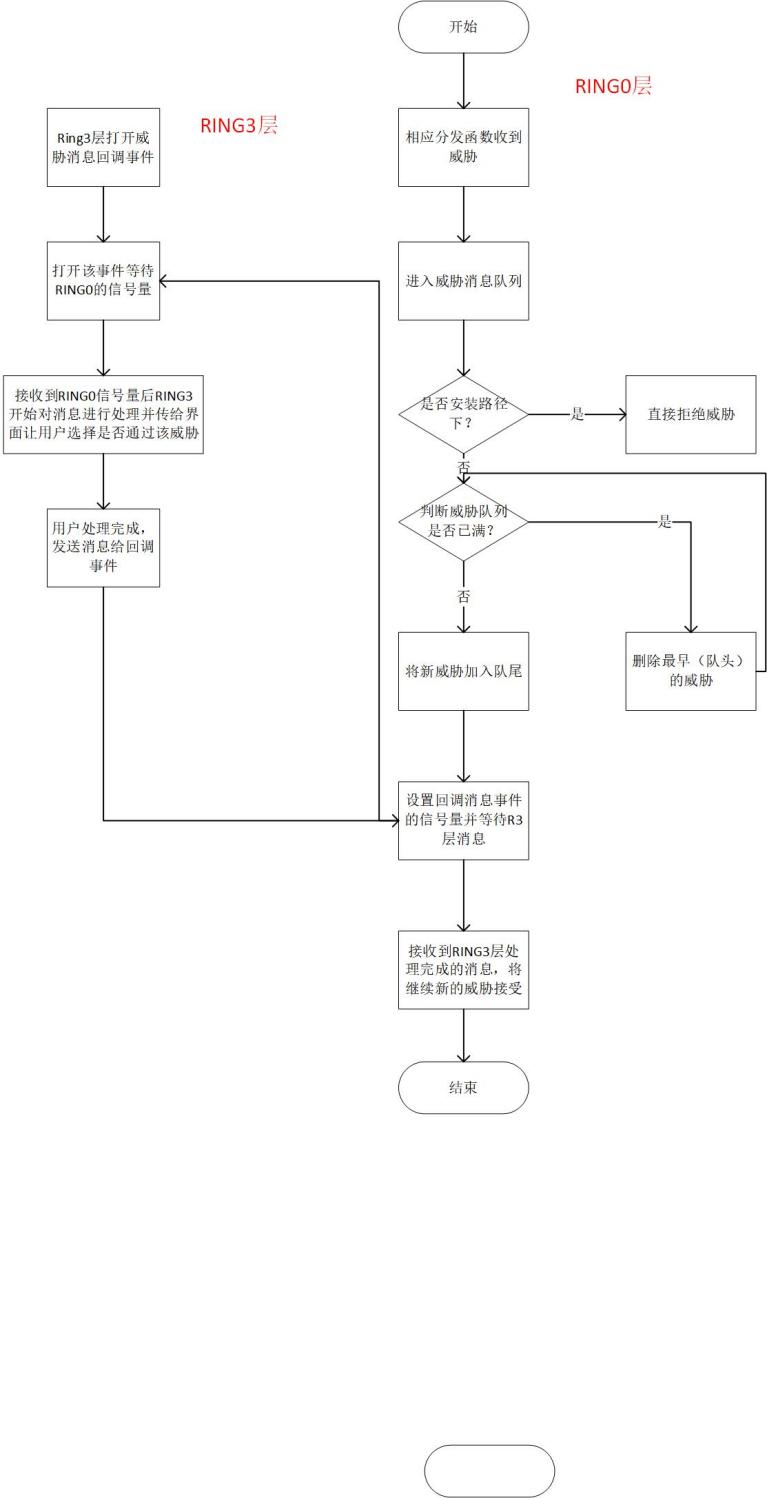 开始
RING0层
RING3层
Ring3层打开威
胁消息回调事件
相应分发函数收到
威胁
打开该事件等待
RING0的信号量
进入威胁消息队列
接收到RING0信号量后RING3
开始对消息进行处理并传给界
面让用户选择是否通过该威胁
是否安装路径
下？
是
直接拒绝威胁
否
用户处理完成，
发送消息给回调
事件
判断威胁队列
是否已满？
是
否
将新威胁加入队尾
删除最早（队头）
的威胁
设置回调消息事件
的信号量并等待R3
层消息
接收到RING3层处
理完成的消息，将
继续新的威胁接受
结束